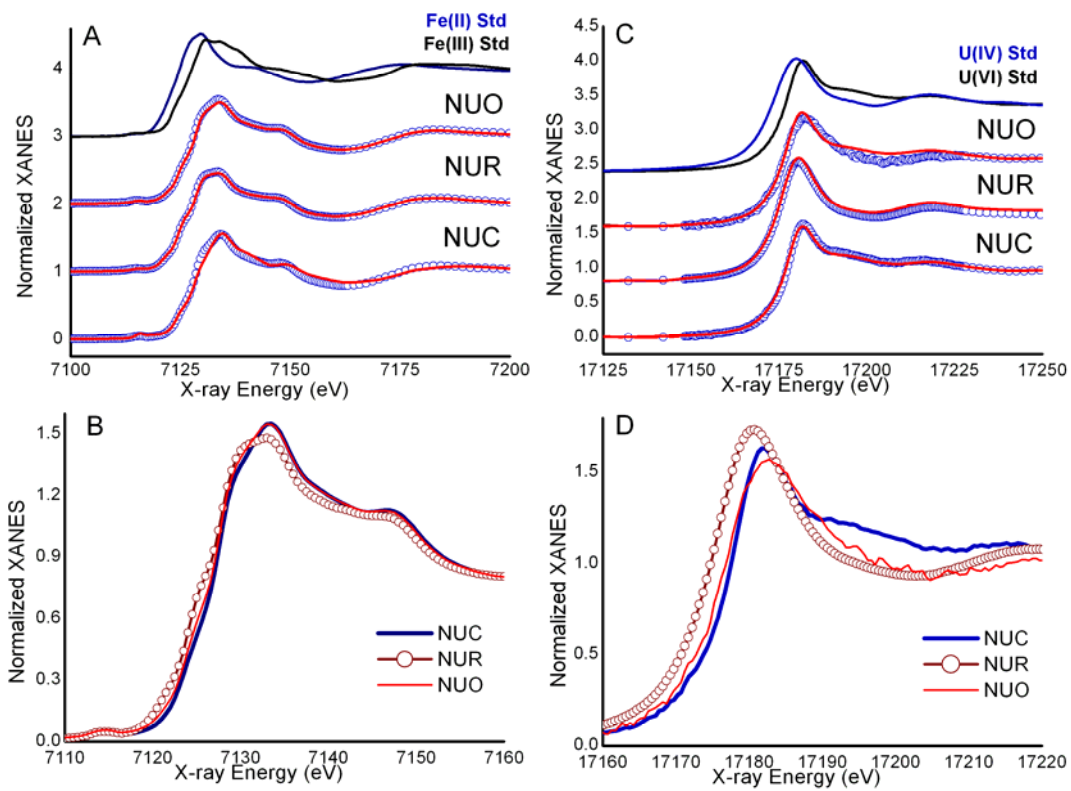 A
Fe(II) Std
Fe(III) Std
4
3
2
1
0
NUO
NUR
NUC
Normalized XANES
7100
7125
7150
7175
7200
X-ray Energy (eV)
C
U(IV) Std
U(VI) Std
4.5
4.0
3.5
3.0
2.5
2.0
1.5
1.0
0.5
0.0
NUO
NUR
NUC
Normalized XANES
17125
17150
17175
17200
17225
17250
X-ray Energy (eV)
B
1.5
1.2
0.9
0.6
0.3
0.0
Normalized XANES
NUC
NUR
NUO
7110
7120
7130
7140
7150
7160
X-ray Energy (eV)
D
1.5
1.0
0.5
0.0
Normalized XANES
NUC
NUR
NUO
17160
17170
17180
17190
17200
17210
17220
X-ray Energy (eV)